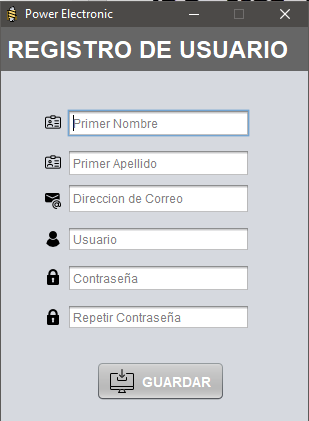 Power Electronic
REGISTRO DE USUARIO
Primer Nombre
Primer Apellido
Direccion de Correo
Usuario
Contraseña
Repetir Contraseña
GUARDAR